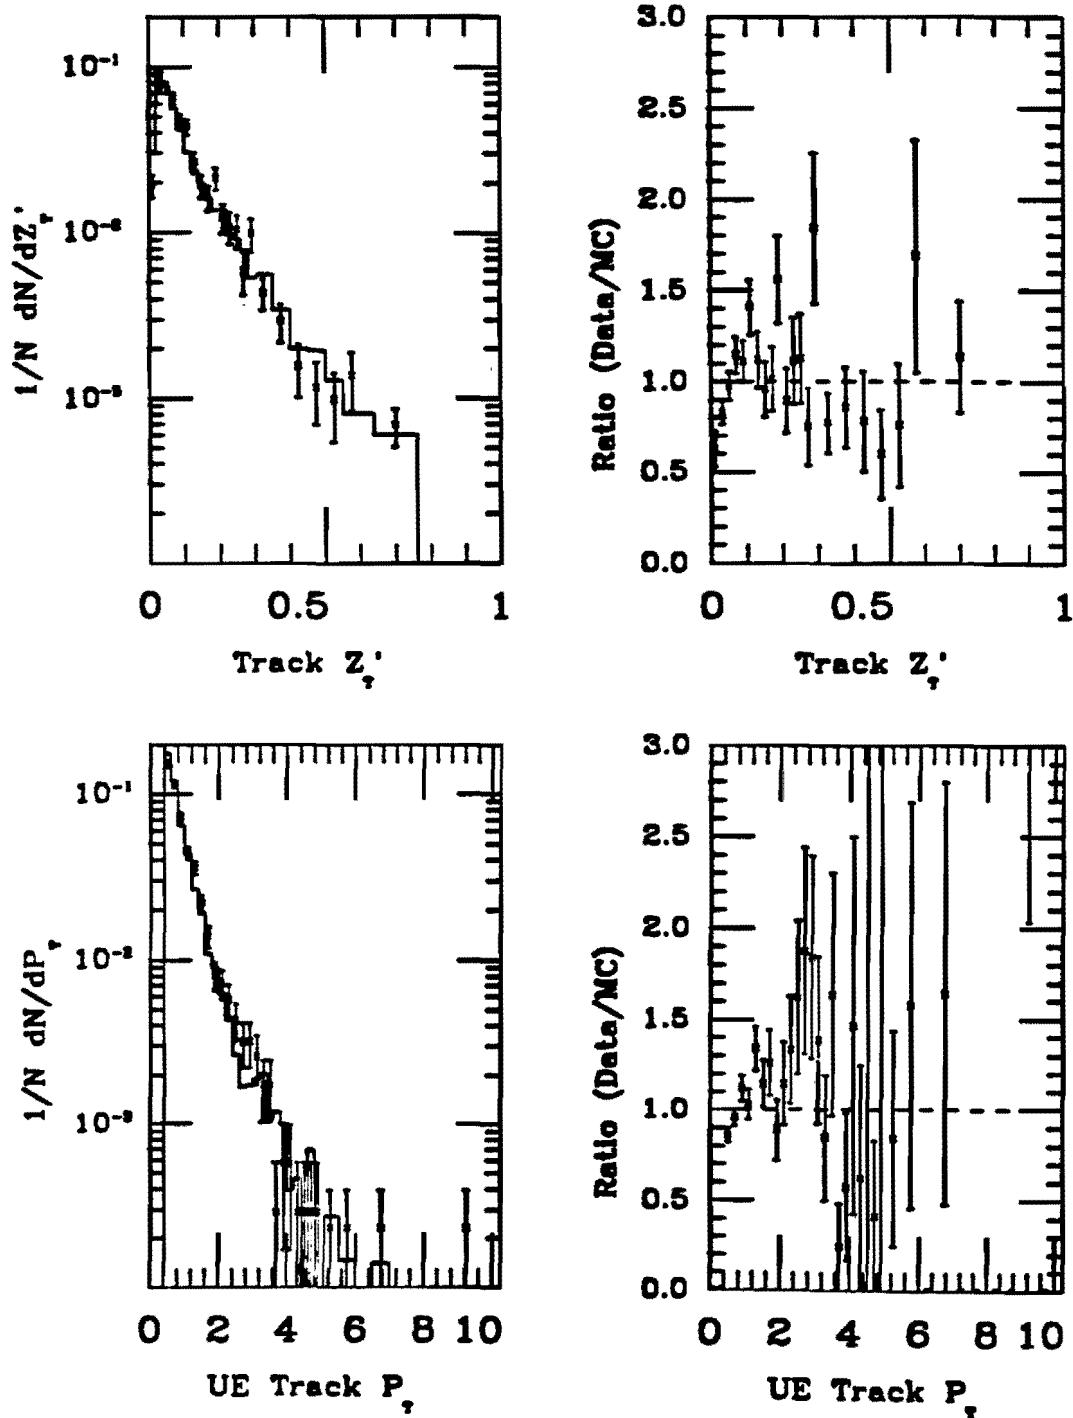 1/N dN/dZ_T'
10⁻¹
10⁻²
10⁻³
0 0.5 1
Track Z_T'
Ratio (Data/MC)
3.0
2.5
2.0
1.5
1.0
0.5
0.0
0 0.5 1
Track Z_T'
1/N dN/dP_T
10⁻¹
10⁻²
10⁻³
0 2 4 6 8 10
UE Track P_T
Ratio (Data/MC)
3.0
2.5
2.0
1.5
1.0
0.5
0.0
0 2 4 6 8 10
UE Track P_T